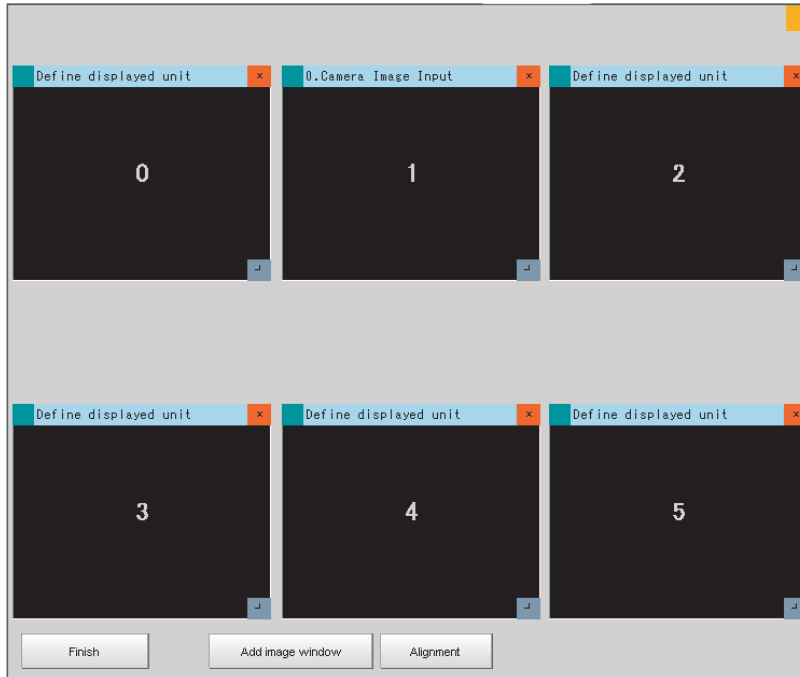 Define displayed unit ×
0.Camera Image Input ×
Define displayed unit ×
0
1
2
Define displayed unit ×
Define displayed unit ×
Define displayed unit ×
3
4
5
Finish
Add image window
Alignment